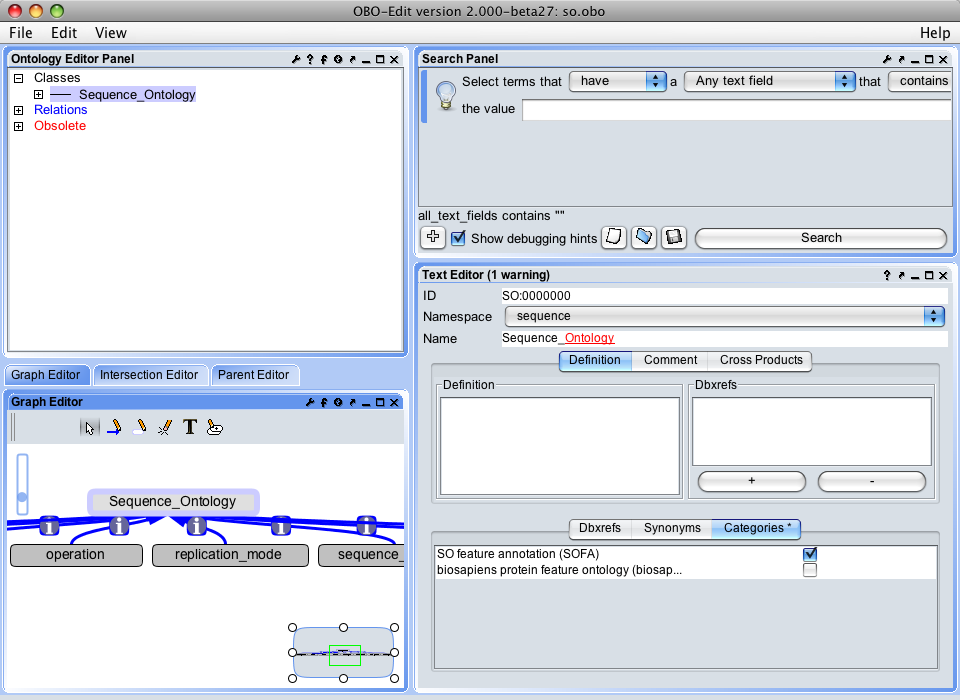 OBO-Edit version 2.000-beta27: so.obo
File Edit View Help
Ontology Editor Panel
Classes
Sequence_Ontology
Relations
Obsolete
Search Panel
Select terms that have a Any text field that contains
the value
all_text_fields contains ""
Show debugging hints Search
Graph Editor Intersection Editor Parent Editor
Graph Editor
T
Sequence_Ontology
operation replication_mode sequence_
Text Editor (1 warning)
ID SO:0000000
Namespace sequence
Name Sequence_Ontology
Definition Comment Cross Products
Definition Dbxrefs
+ -
Dbxrefs Synonyms Categories *
SO feature annotation (SOFA)
biosapiens protein feature ontology (biosap...